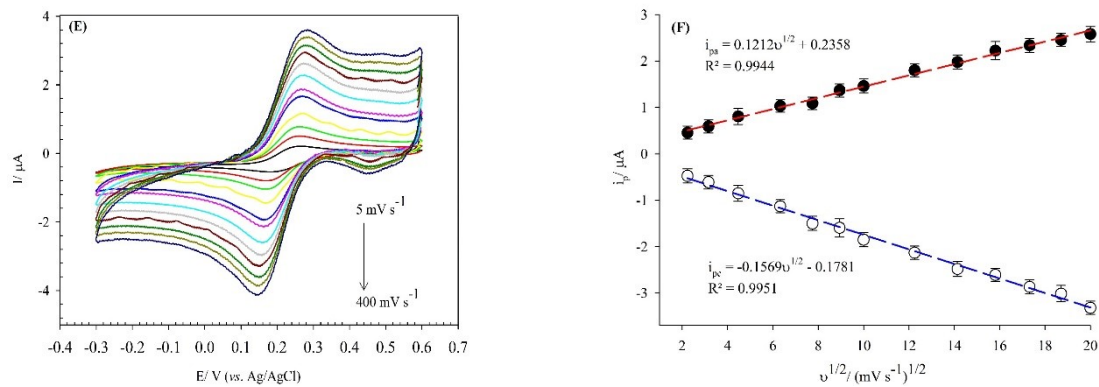 (E)
4
2
0
-2
-4
I/ µA
5 mV s-1
400 mV s-1
-0.4 -0.3 -0.2 -0.1 0.0 0.1 0.2 0.3 0.4 0.5 0.6 0.7
E/ V (vs. Ag/AgCl)
(F)
3
2
1
0
-1
-2
-3
ip/ µA
ipa = 0.1212υ1/2 + 0.2358
R² = 0.9944
ipc = -0.1569υ1/2 - 0.1781
R² = 0.9951
2 4 6 8 10 12 14 16 18 20
υ1/2/ (mV s-1)1/2